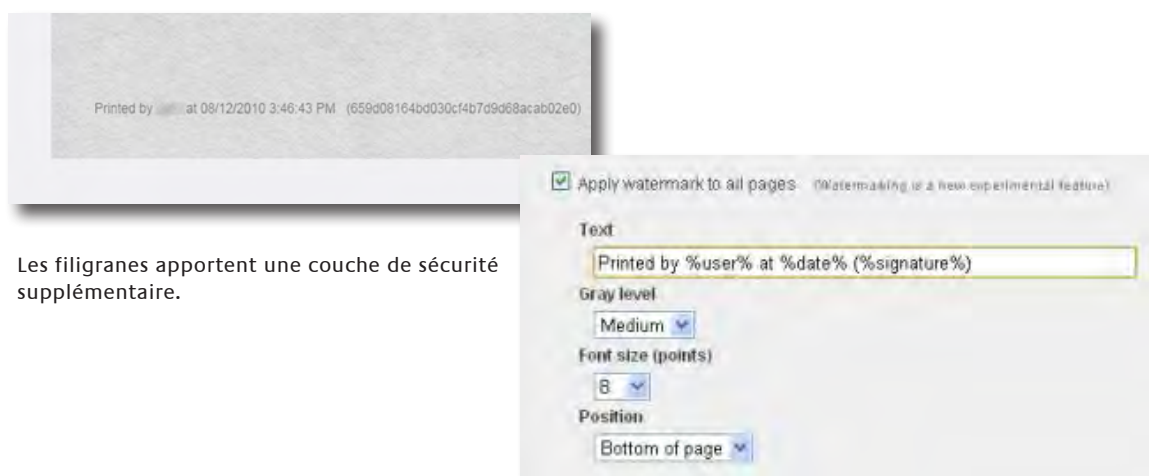 Printed by at 08/12/2010 3:46:43 PM (659d08164bd030cf4b7d9d68acab02e0)
Les filigranes apportent une couche de sécurité
supplémentaire.
Apply watermark to all pages (Watermarking is a new experimental feature)
Text
Printed by %user% at %date% (%signature%)
Gray level
Medium
Font size (points)
8
Position
Bottom of page